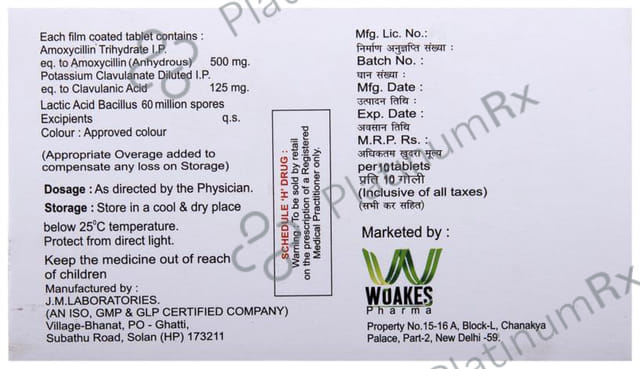 Each film coated tablet contains :
Amoxycillin Trihydrate I.P.
eq. to Amoxycillin (Anhydrous) 500 mg.
Potassium Clavulanate Diluted I.P.
eq. to Clavulanic Acid 125 mg.
Lactic Acid Bacillus 60 million spores
Excipients q.s.
Colour : Approved colour
(Appropriate Overage added to
compensate any loss on Storage)
Dosage : As directed by the Physician.
Storage : Store in a cool & dry place
below 25°C temperature.
Protect from direct light.
Keep the medicine out of reach
of children
Manufactured by :
J.M.LABORATORIES.
(AN ISO, GMP & GLP CERTIFIED COMPANY)
Village-Bhanat, PO - Ghatti,
Subathu Road, Solan (HP) 173211
SCHEDULE 'H' DRUG :
Warning : To be sold by retail
on the prescription of a Registered
Medical Practitioner only.
Mfg. Lic. No.:
निर्माण अनुज्ञप्ति संख्या :
Batch No. :
घान संख्या :
Mfg. Date :
उत्पादन तिथि :
Exp. Date :
अवसान तिथि :
M.R.P. Rs. :
अधिकतम खुदरा मूल्य
per 10 tablets
प्रति 10 गोली
(Inclusive of all taxes)
(सभी कर सहित)
Marketed by :
WOAKES
Pharma
Property No.15-16 A, Block-L, Chanakya
Palace, Part-2, New Delhi -59.
PlatinumRx
PlatinumRx
PlatinumRx